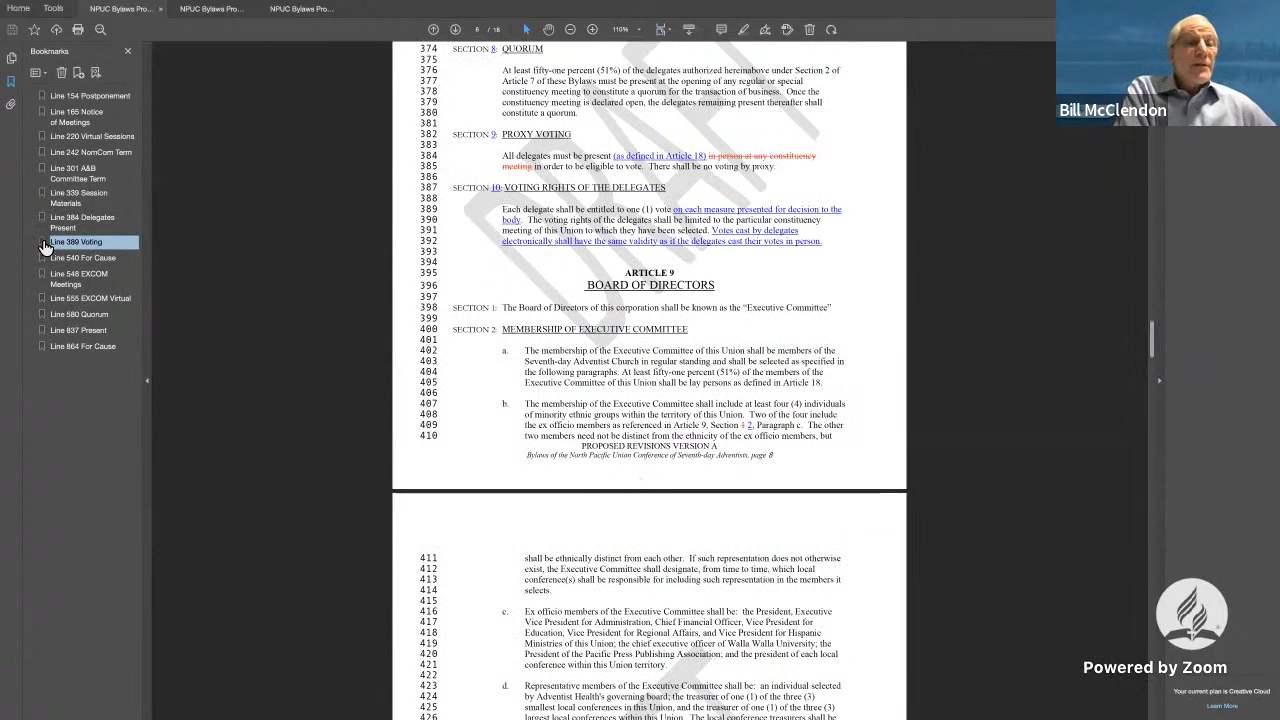 Home
Tools
NPUC Bylaws Pro...
NPUC Bylaws Pro...
NPUC Bylaws Pro...
8 / 18
110%
Bookmarks
Line 154 Postponement
Line 165 Notice
of Meetings
Line 220 Virtual Sessions
Line 242 NomCom Term
Line 301 A&B
Committee Term
Line 339 Session
Materials
Line 384 Delegates
Present
Line 389 Voting
Line 540 For Cause
Line 548 EXCOM
Meetings
Line 555 EXCOM Virtual
Line 580 Quorum
Line 837 Present
Line 864 For Cause
DRAFT
374 SECTION 8: QUORUM
375
376 At least fifty-one percent (51%) of the delegates authorized hereinabove under Section 2 of
377 Article 7 of these Bylaws must be present at the opening of any regular or special
378 constituency meeting to constitute a quorum for the transaction of business. Once the
379 constituency meeting is declared open, the delegates remaining present thereafter shall
380 constitute a quorum.
381
382 SECTION 9: PROXY VOTING
383
384 All delegates must be present (as defined in Article 18) in person at any constituency
385 meeting in order to be eligible to vote. There shall be no voting by proxy.
386
387 SECTION 10: VOTING RIGHTS OF THE DELEGATES
388
389 Each delegate shall be entitled to one (1) vote on each measure presented for decision to the
390 body. The voting rights of the delegates shall be limited to the particular constituency
391 meeting of this Union to which they have been selected. Votes cast by delegates
392 electronically shall have the same validity as if the delegates cast their votes in person.
393
394
395 ARTICLE 9
396 BOARD OF DIRECTORS
397
398 SECTION 1: The Board of Directors of this corporation shall be known as the “Executive Committee”
399
400 SECTION 2: MEMBERSHIP OF EXECUTIVE COMMITTEE
401
402 a. The membership of the Executive Committee of this Union shall be members of the
403 Seventh-day Adventist Church in regular standing and shall be selected as specified in
404 the following paragraphs. At least fifty-one percent (51%) of the members of the
405 Executive Committee of this Union shall be lay persons as defined in Article 18.
406
407 b. The membership of the Executive Committee shall include at least four (4) individuals
408 of minority ethnic groups within the territory of this Union. Two of the four include
409 the ex officio members as referenced in Article 9, Section 1 2, Paragraph c. The other
410 two members need not be distinct from the ethnicity of the ex officio members, but
PROPOSED REVISIONS VERSION A
Bylaws of the North Pacific Union Conference of Seventh-day Adventists, page 8
411 shall be ethnically distinct from each other. If such representation does not otherwise
412 exist, the Executive Committee shall designate, from time to time, which local
413 conference(s) shall be responsible for including such representation in the members it
414 selects.
415
416 c. Ex officio members of the Executive Committee shall be: the President, Executive
417 Vice President for Administration, Chief Financial Officer, Vice President for
418 Education, Vice President for Regional Affairs, and Vice President for Hispanic
419 Ministries of this Union; the chief executive officer of Walla Walla University; the
420 President of the Pacific Press Publishing Association; and the president of each local
421 conference within this Union territory.
422
423 d. Representative members of the Executive Committee shall be: an individual selected
424 by Adventist Health's governing board; the treasurer of one (1) of the three (3)
425 smallest local conferences in this Union, and the treasurer of one (1) of the three (3)
426 largest local conferences within this Union. The local conference treasurers shall be
Bill McClendon
Powered by Zoom
Your current plan is Creative Cloud
Learn More